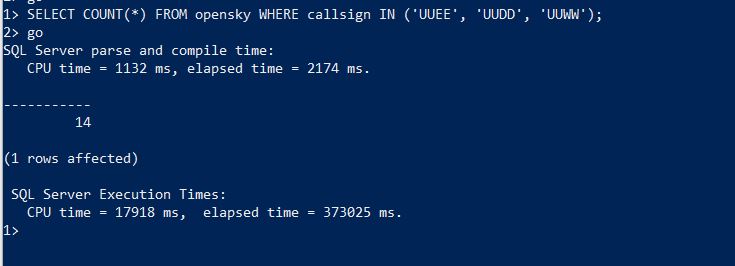 1> SELECT COUNT(*) FROM opensky WHERE callsign IN ('UUEE', 'UUDD', 'UUWW');
2> go
SQL Server parse and compile time:
   CPU time = 1132 ms, elapsed time = 2174 ms.
-----------
         14
(1 rows affected)
 SQL Server Execution Times:
   CPU time = 17918 ms,  elapsed time = 373025 ms.
1>